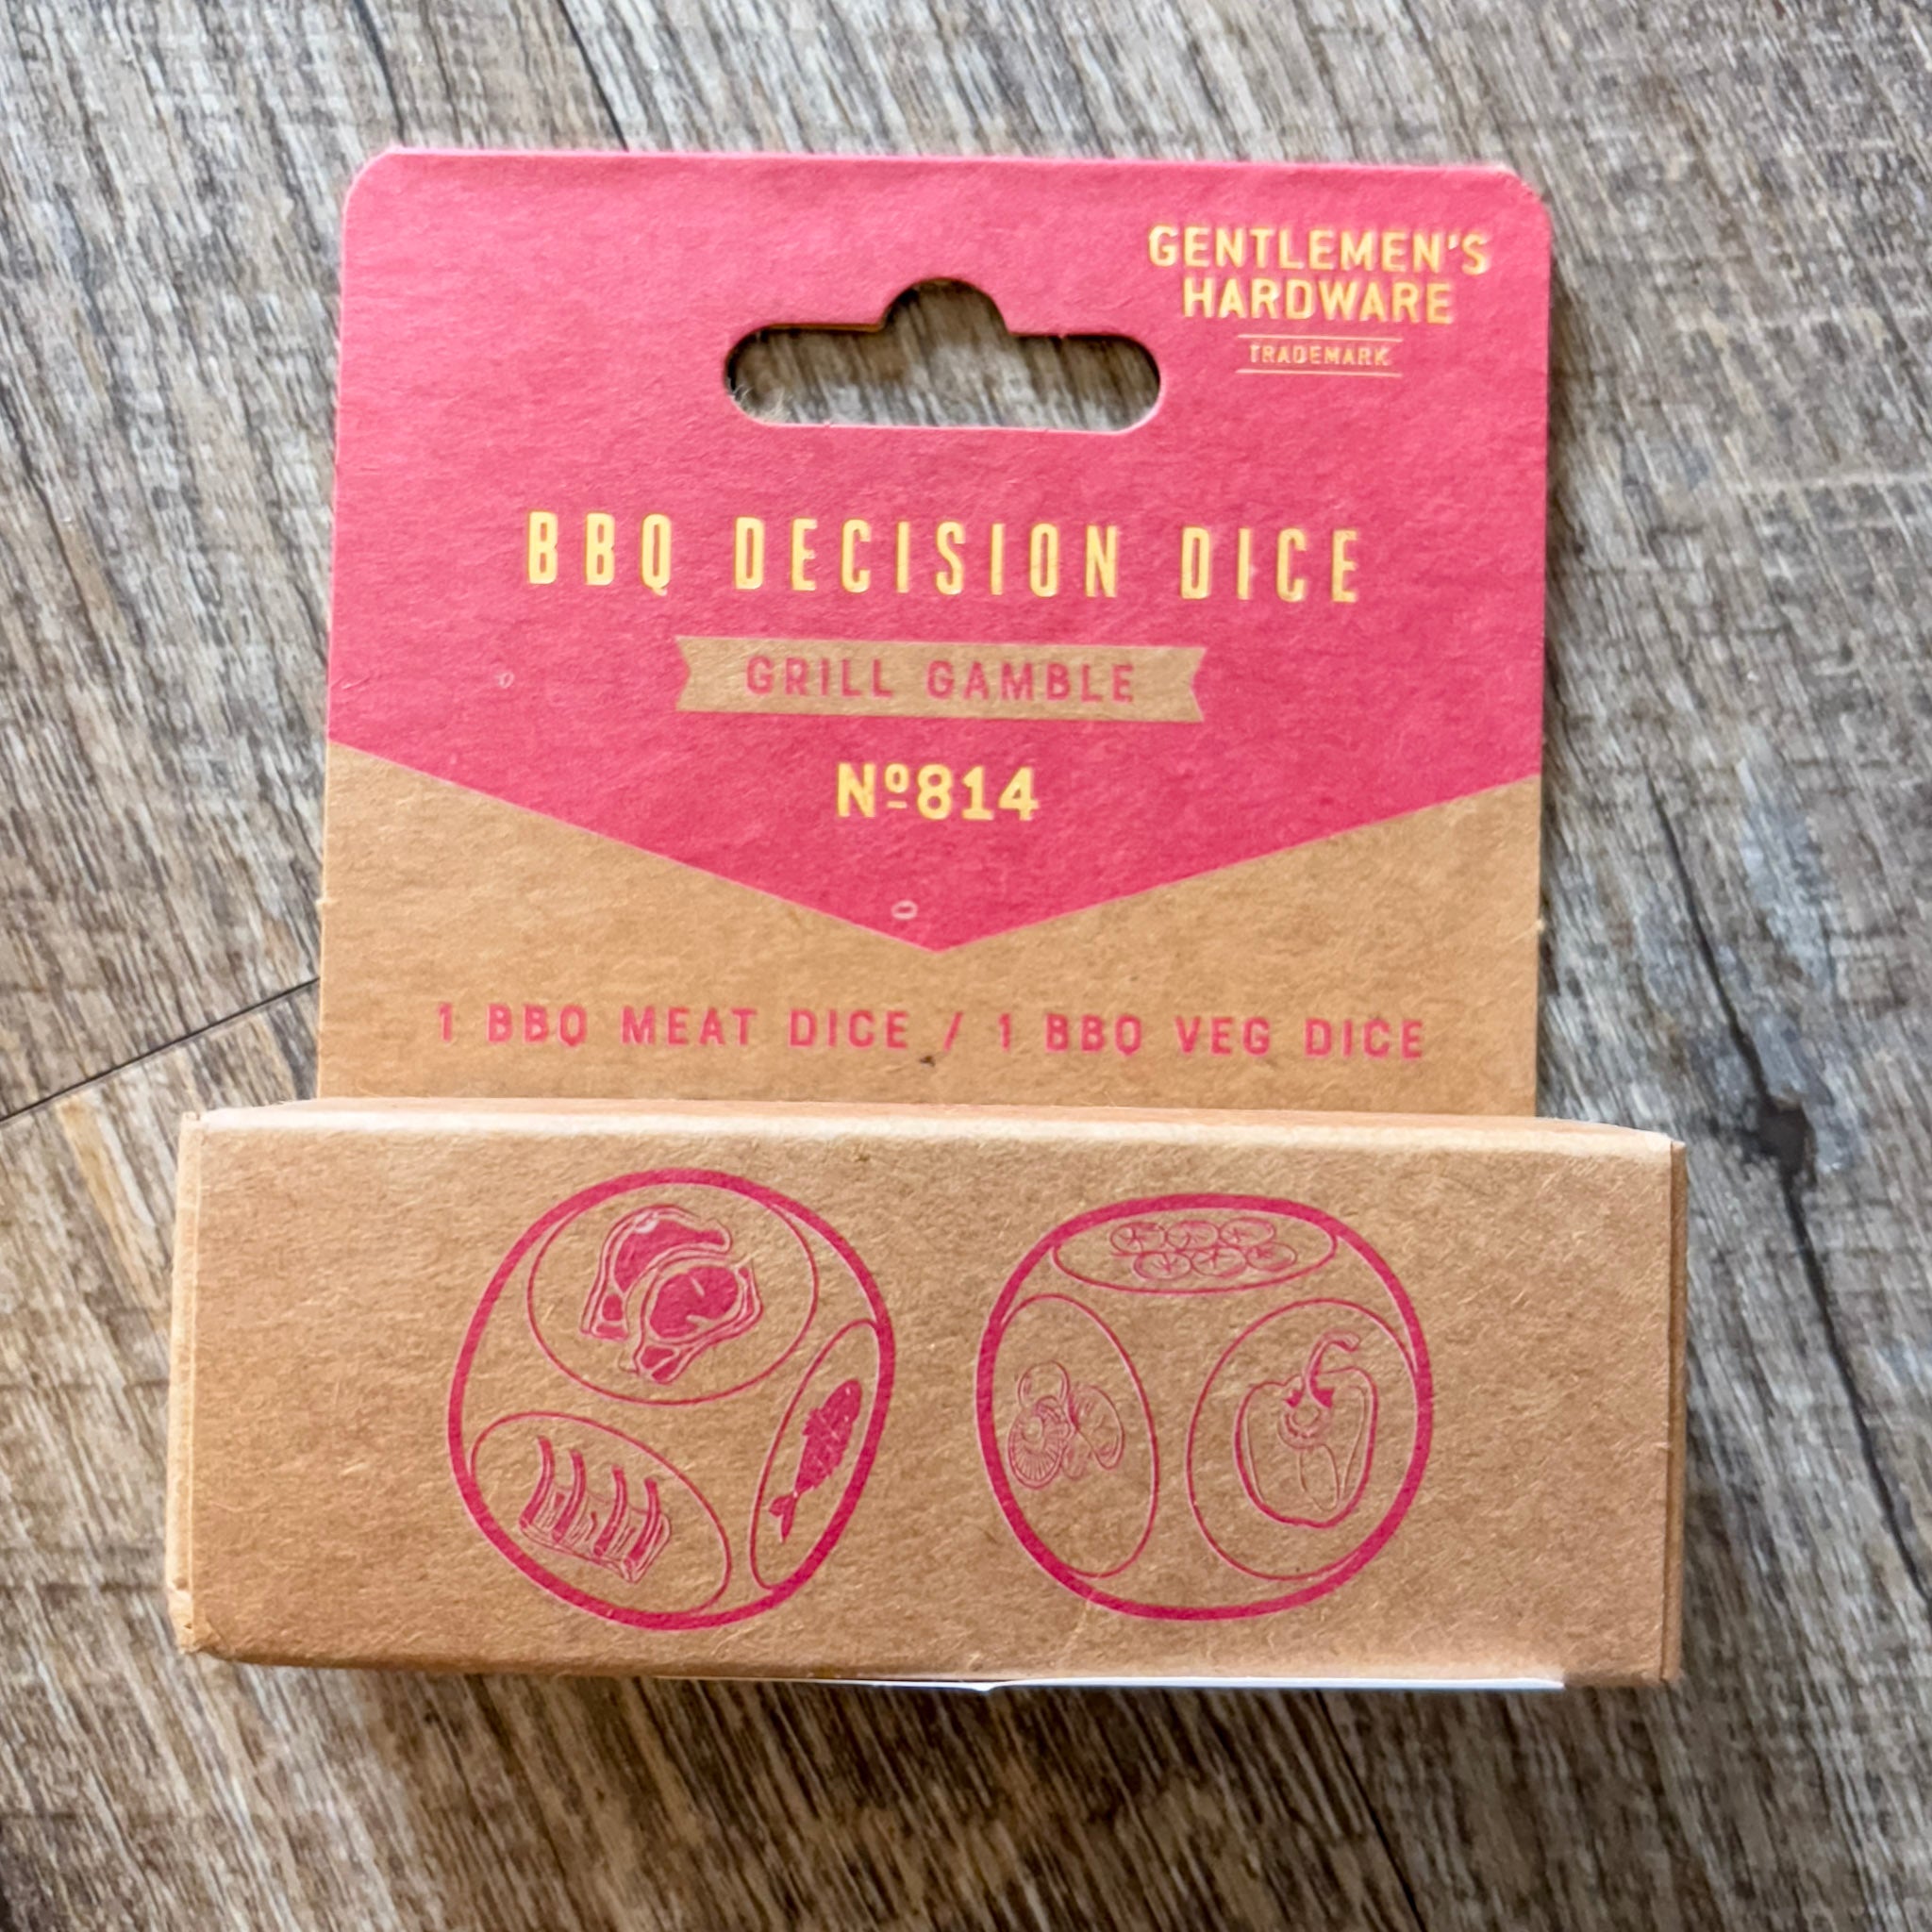 GENTLEMEN'S
HARDWARE
TRADEMARK
BBQ DECISION DICE
GRILL GAMBLE
Nº814
1 BBQ MEAT DICE / 1 BBQ VEG DICE